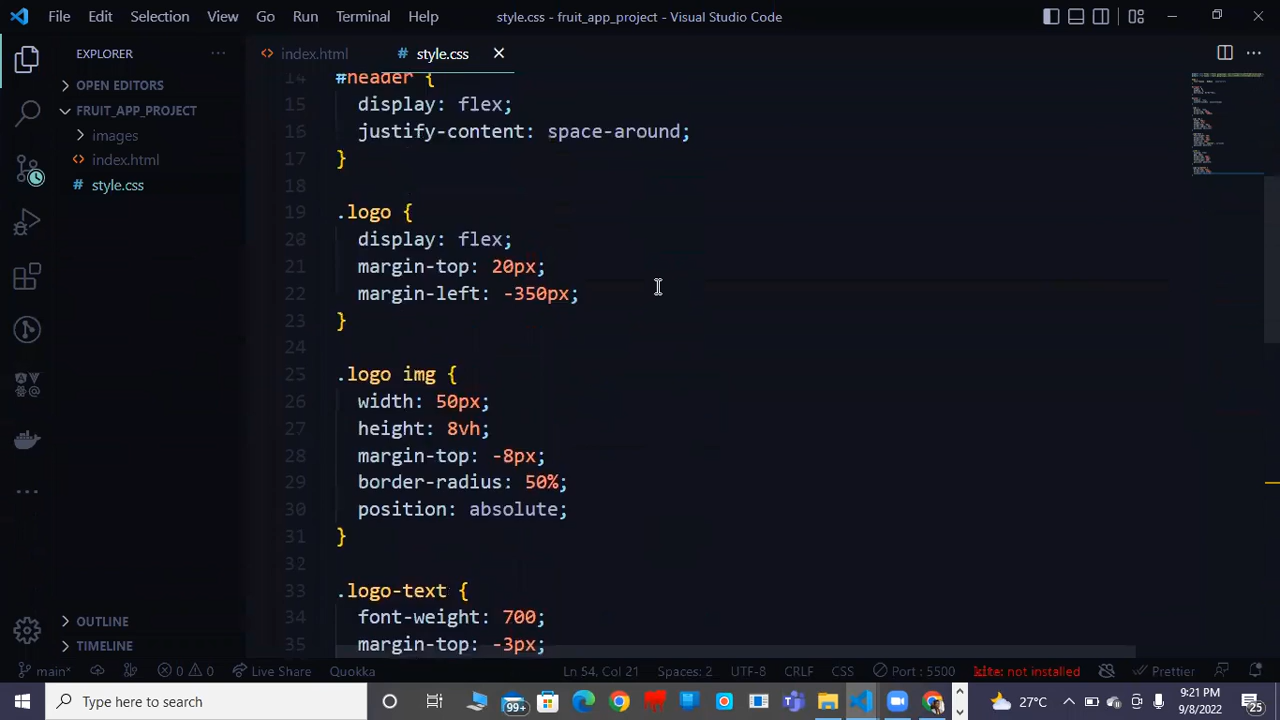 File Edit Selection View Go Run Terminal Help style.css - fruit_app_project - Visual Studio Code
EXPLORER
index.html
# style.css
OPEN EDITORS
FRUIT_APP_PROJECT
images
index.html
# style.css
14 #header {
15 display: flex;
16 justify-content: space-around;
17 }
18
19 .logo {
20 display: flex;
21 margin-top: 20px;
22 margin-left: -350px;
23 }
24
25 .logo img {
26 width: 50px;
27 height: 8vh;
28 margin-top: -8px;
29 border-radius: 50%;
30 position: absolute;
31 }
32
33 .logo-text {
34 font-weight: 700;
35 margin-top: -3px;
OUTLINE
TIMELINE
main* 0 0 Live Share Quokka Ln 54, Col 21 Spaces: 2 UTF-8 CRLF CSS Port : 5500 kite: not installed Prettier
Type here to search
99+
27°C
9:21 PM
9/8/2022
25